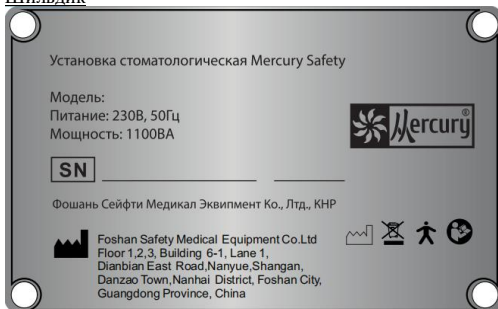 Шильдик
Установка стоматологическая Mercury Safety
Модель:
Питание: 230В, 50Гц
Мощность: 1100ВА
Mercury®
SN
Фошань Сейфти Медикал Эквипмент Ко., Лтд., КНР
Foshan Safety Medical Equipment Co.Ltd
Floor 1,2,3, Building 6-1, Lane 1,
Dianbian East Road,Nanyue,Shangan,
Danzao Town,Nanhai District, Foshan City,
Guangdong Province, China